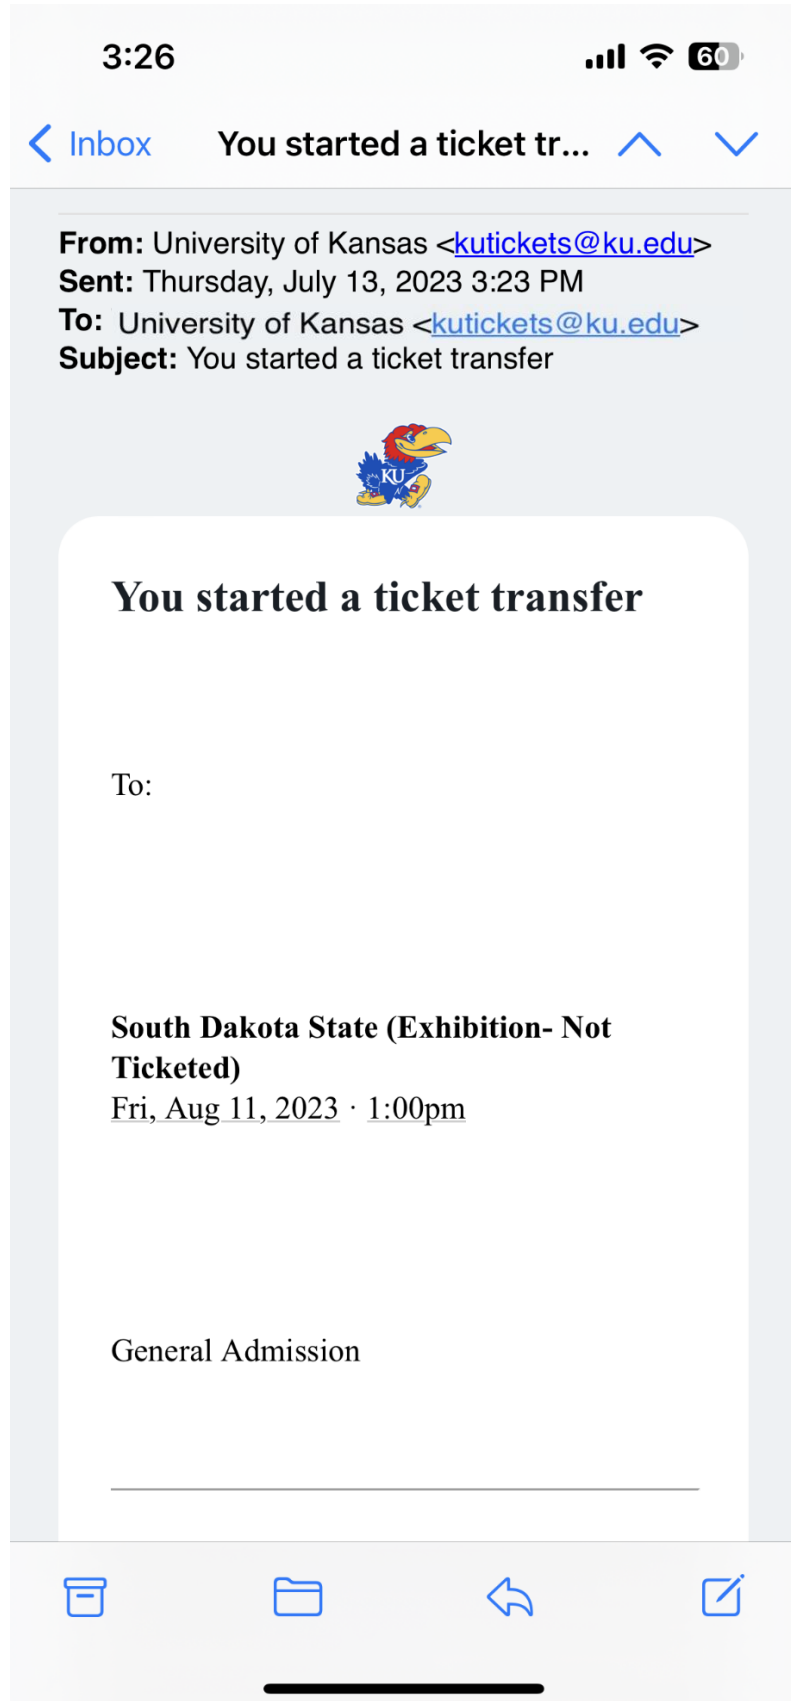 3:26
60
Inbox
You started a ticket tr...
From: University of Kansas <kutickets@ku.edu>
Sent: Thursday, July 13, 2023 3:23 PM
To: University of Kansas <kutickets@ku.edu>
Subject: You started a ticket transfer
KU
You started a ticket transfer
To:
South Dakota State (Exhibition- Not
Ticketed)
Fri, Aug 11, 2023 · 1:00pm
General Admission